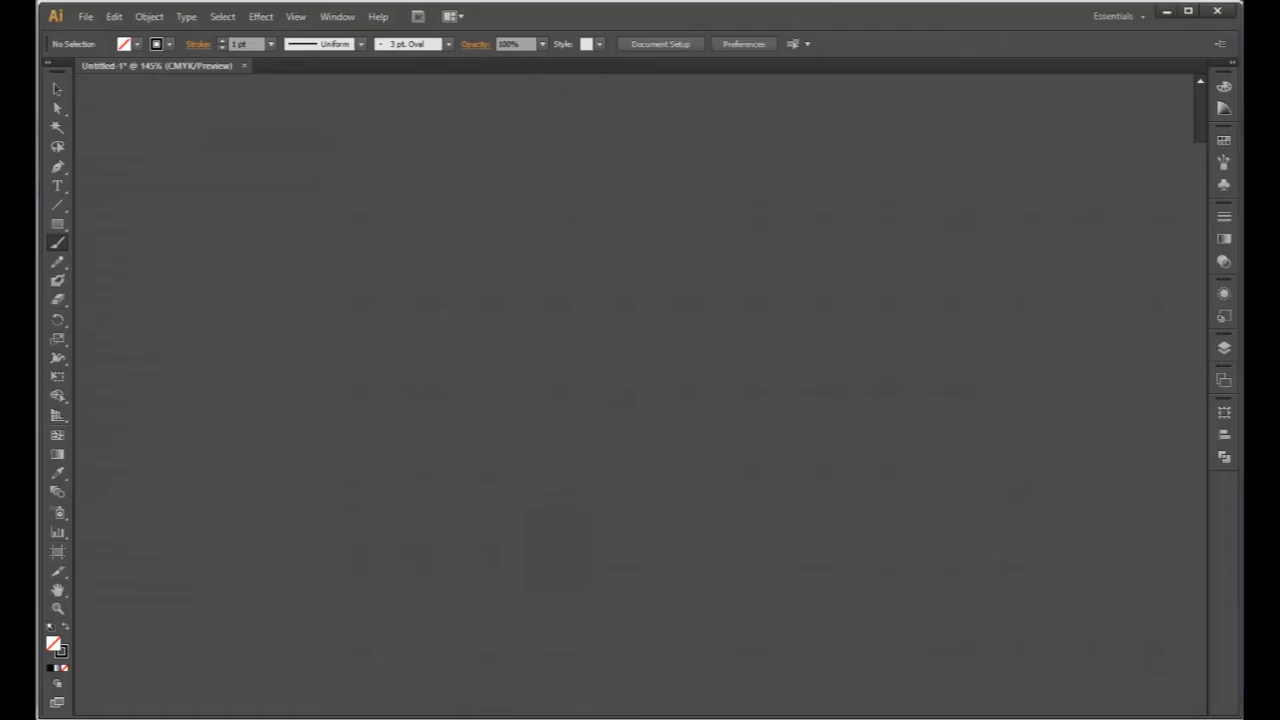 Ai File Edit Object Type Select Effect View Window Help Essentials
No Selection Stroke: 1 pt Uniform 3 pt. Oval Opacity: 100% Style: Document Setup Preferences
Untitled-1* @ 145% (CMYK/Preview)